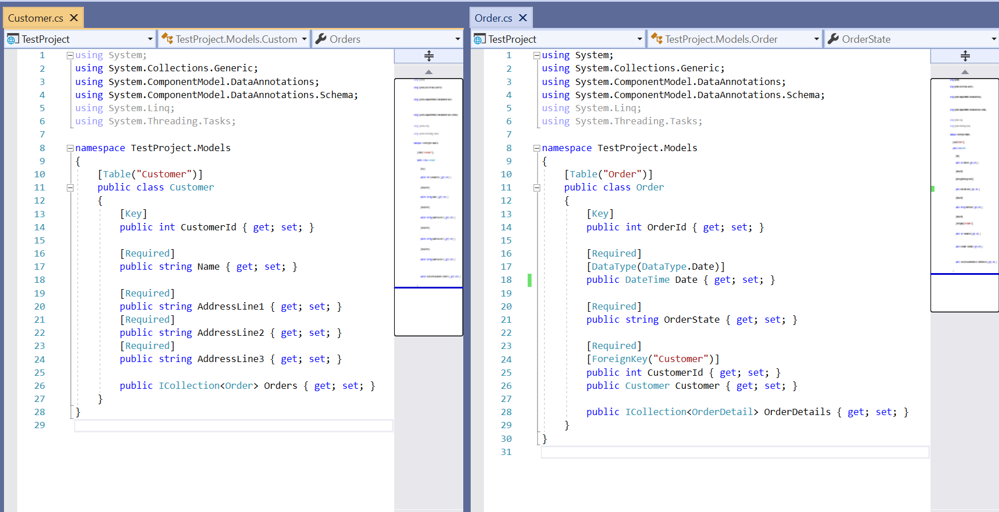 Customer.cs
TestProject
TestProject.Models.Custom
Orders
1 using System;
2 using System.Collections.Generic;
3 using System.ComponentModel.DataAnnotations;
4 using System.ComponentModel.DataAnnotations.Schema;
5 using System.Linq;
6 using System.Threading.Tasks;
7
8 namespace TestProject.Models
9 {
10 [Table("Customer")]
11 public class Customer
12 {
13 [Key]
14 public int CustomerId { get; set; }
15
16 [Required]
17 public string Name { get; set; }
18
19 [Required]
20 public string AddressLine1 { get; set; }
21 [Required]
22 public string AddressLine2 { get; set; }
23 [Required]
24 public string AddressLine3 { get; set; }
25
26 public ICollection<Order> Orders { get; set; }
27 }
28 }
29
Order.cs
TestProject
TestProject.Models.Order
OrderState
1 using System;
2 using System.Collections.Generic;
3 using System.ComponentModel.DataAnnotations;
4 using System.ComponentModel.DataAnnotations.Schema;
5 using System.Linq;
6 using System.Threading.Tasks;
7
8 namespace TestProject.Models
9 {
10 [Table("Order")]
11 public class Order
12 {
13 [Key]
14 public int OrderId { get; set; }
15
16 [Required]
17 [DataType(DataType.Date)]
18 public DateTime Date { get; set; }
19
20 [Required]
21 public string OrderState { get; set; }
22
23 [Required]
24 [ForeignKey("Customer")]
25 public int CustomerId { get; set; }
26 public Customer Customer { get; set; }
27
28 public ICollection<OrderDetail> OrderDetails { get; set; }
29 }
30 }
31